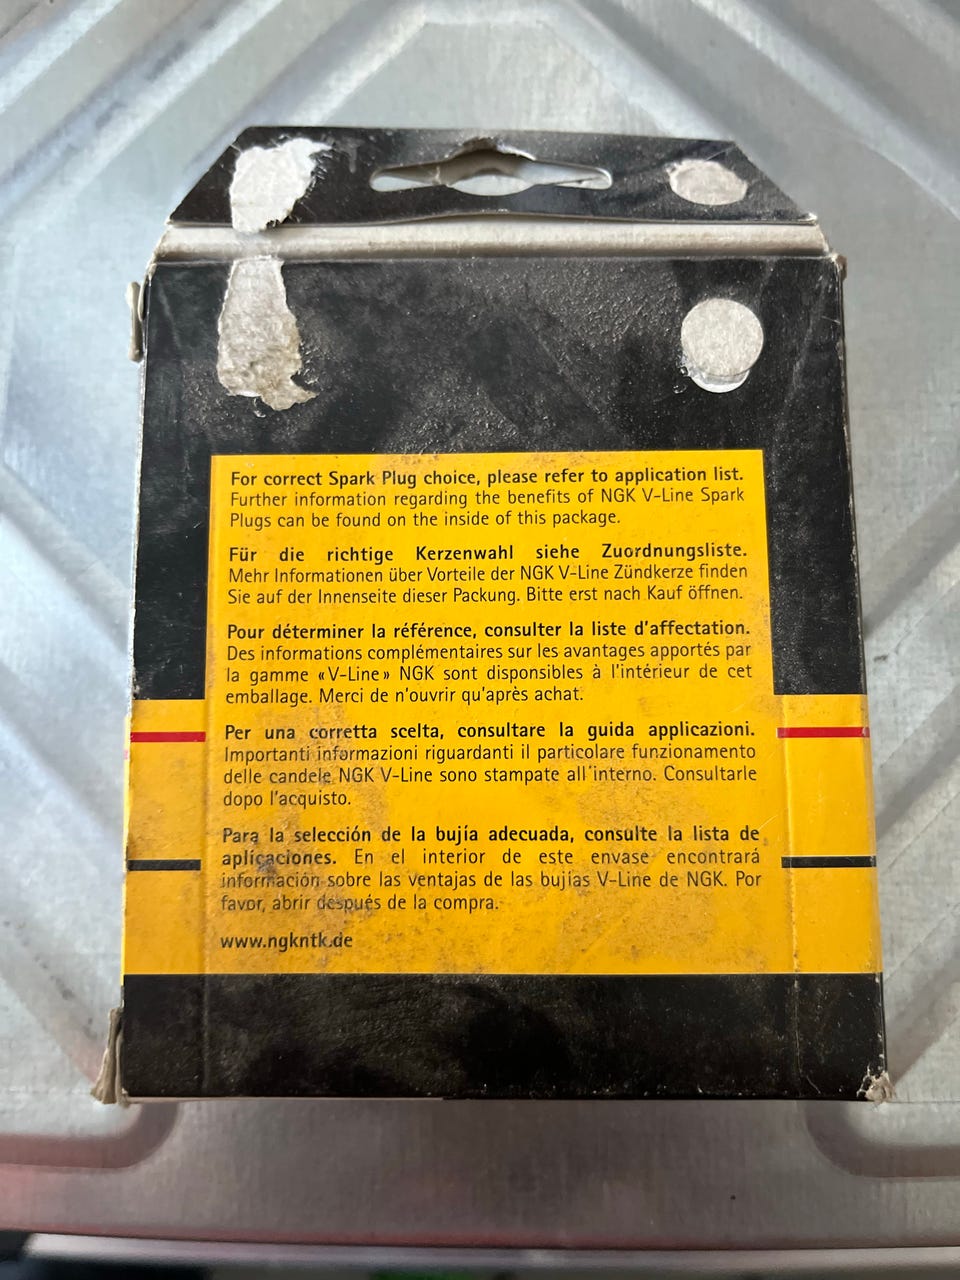 For correct Spark Plug choice, please refer to application list.
Further information regarding the benefits of NGK V-Line Spark
Plugs can be found on the inside of this package.
Für die richtige Kerzenwahl siehe Zuordnungsliste.
Mehr Informationen über Vorteile der NGK V-Line Zündkerze finden
Sie auf der Innenseite dieser Packung. Bitte erst nach Kauf öffnen.
Pour déterminer la référence, consulter la liste d'affectation.
Des informations complémentaires sur les avantages apportés par
la gamme «V-Line» NGK sont disponibles à l'intérieur de cet
emballage. Merci de n'ouvrir qu'après achat.
Per una corretta scelta, consultare la guida applicazioni.
Importanti informazioni riguardanti il particolare funzionamento
delle candele NGK V-Line sono stampate all´interno. Consultarle
dopo l'acquisto.
Para la selección de la bujía adecuada, consulte la lista de
aplicaciones. En el interior de este envase encontrará
información sobre las ventajas de las bujías V-Line de NGK. Por
favor, abrir después de la compra.
www.ngkntk.de